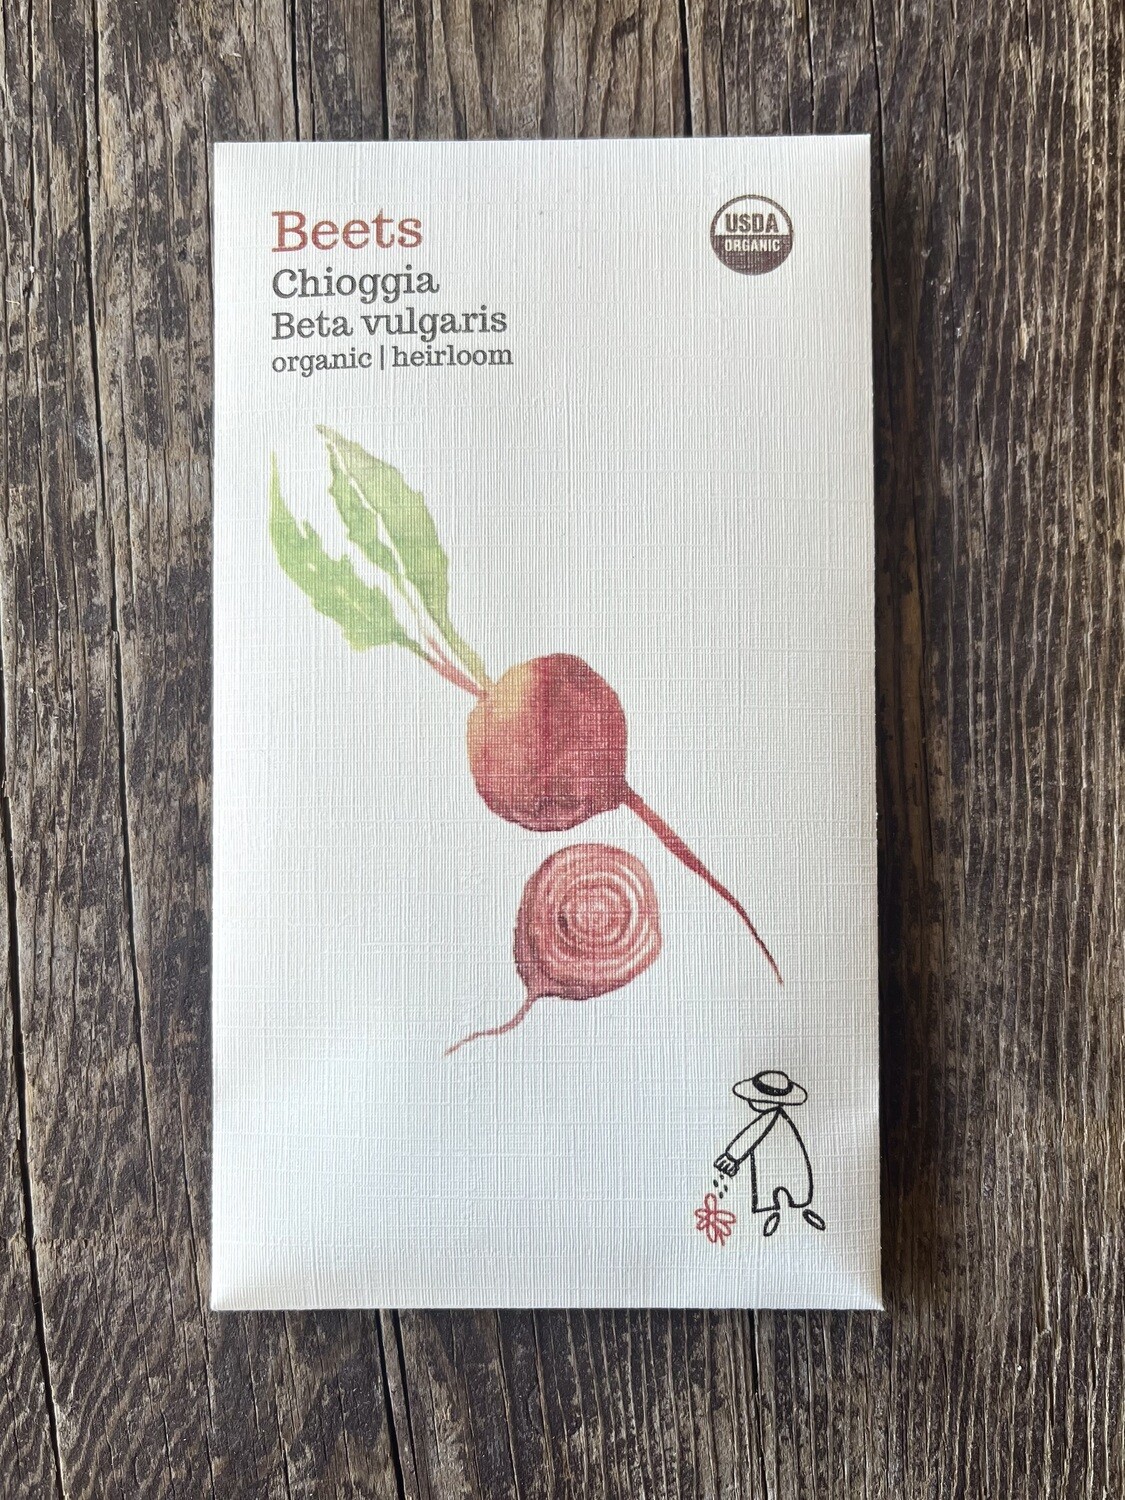 Beets
Chioggia
Beta vulgaris
organic | heirloom
USDA
ORGANIC